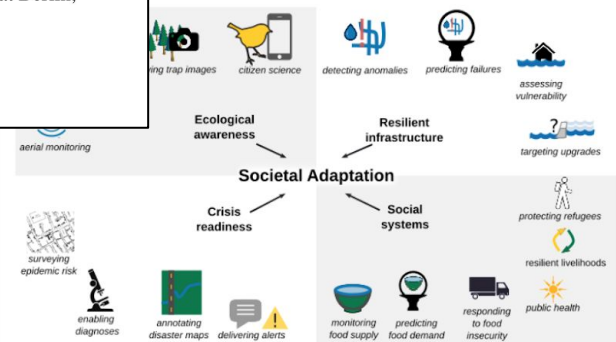 ving trap images
citizen science
detecting anomalies
predicting failures
assessing
vulnerability
Ecological
awareness
Resilient
infrastructure
aerial monitoring
?
targeting upgrades
Societal Adaptation
Crisis
readiness
Social
systems
protecting refugees
surveying
epidemic risk
resilient livelihoods
enabling
diagnoses
annotating
disaster maps
delivering alerts
!
monitoring
food supply
predicting
food demand
responding
to food
insecurity
public health